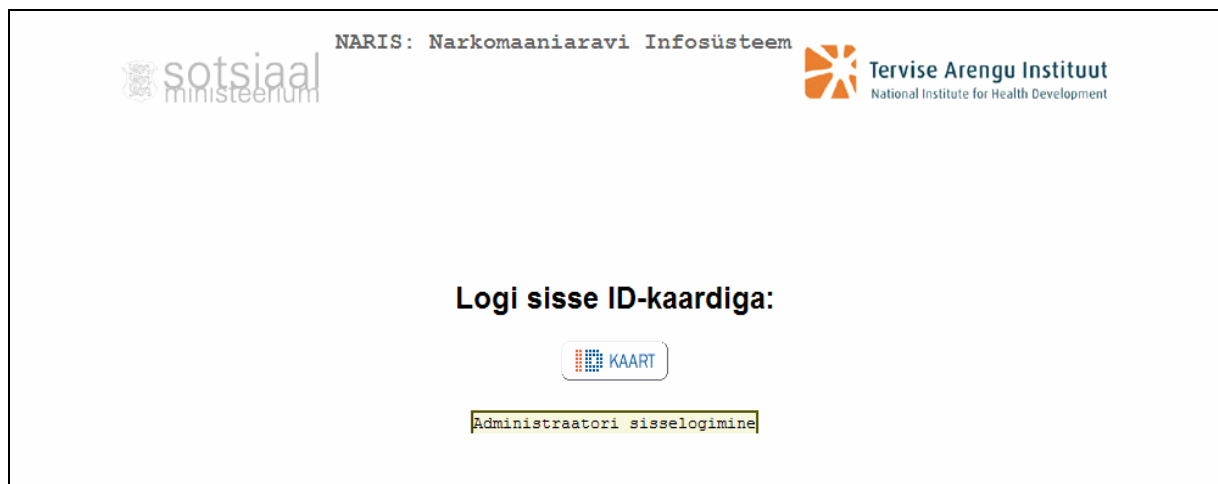 NARIS: Narkomaaniaravi Infosüsteem
sotsiaal
ministeerium
Tervise Arengu Instituut
National Institute for Health Development
Logi sisse ID-kaardiga:
ID KAART
Administraatori sisselogimine